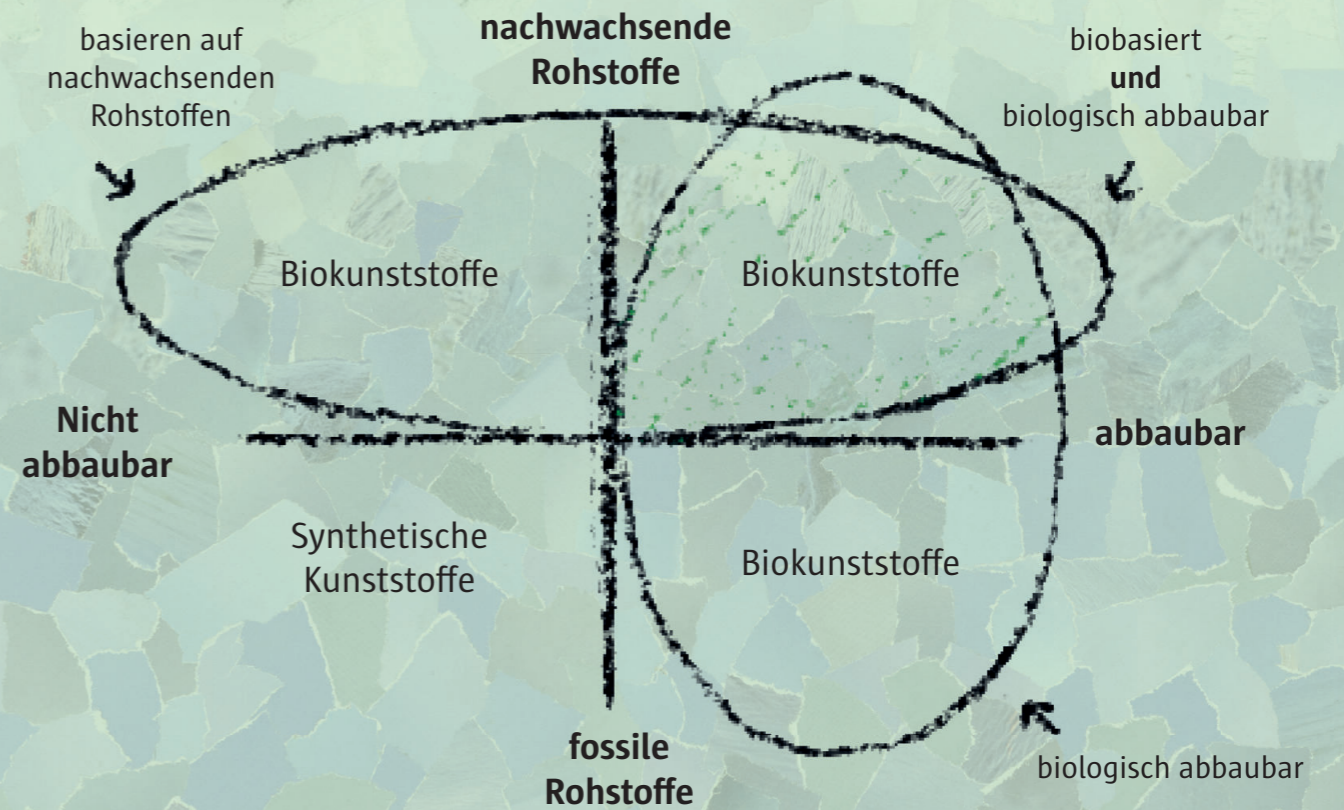 basieren auf
nachwachsenden
Rohstoffen
nachwachsende
Rohstoffe
biobasiert
und
biologisch abbaubar
Biokunststoffe
Biokunststoffe
Nicht
abbaubar
abbaubar
Synthetische
Kunststoffe
Biokunststoffe
fossile
Rohstoffe
biologisch abbaubar